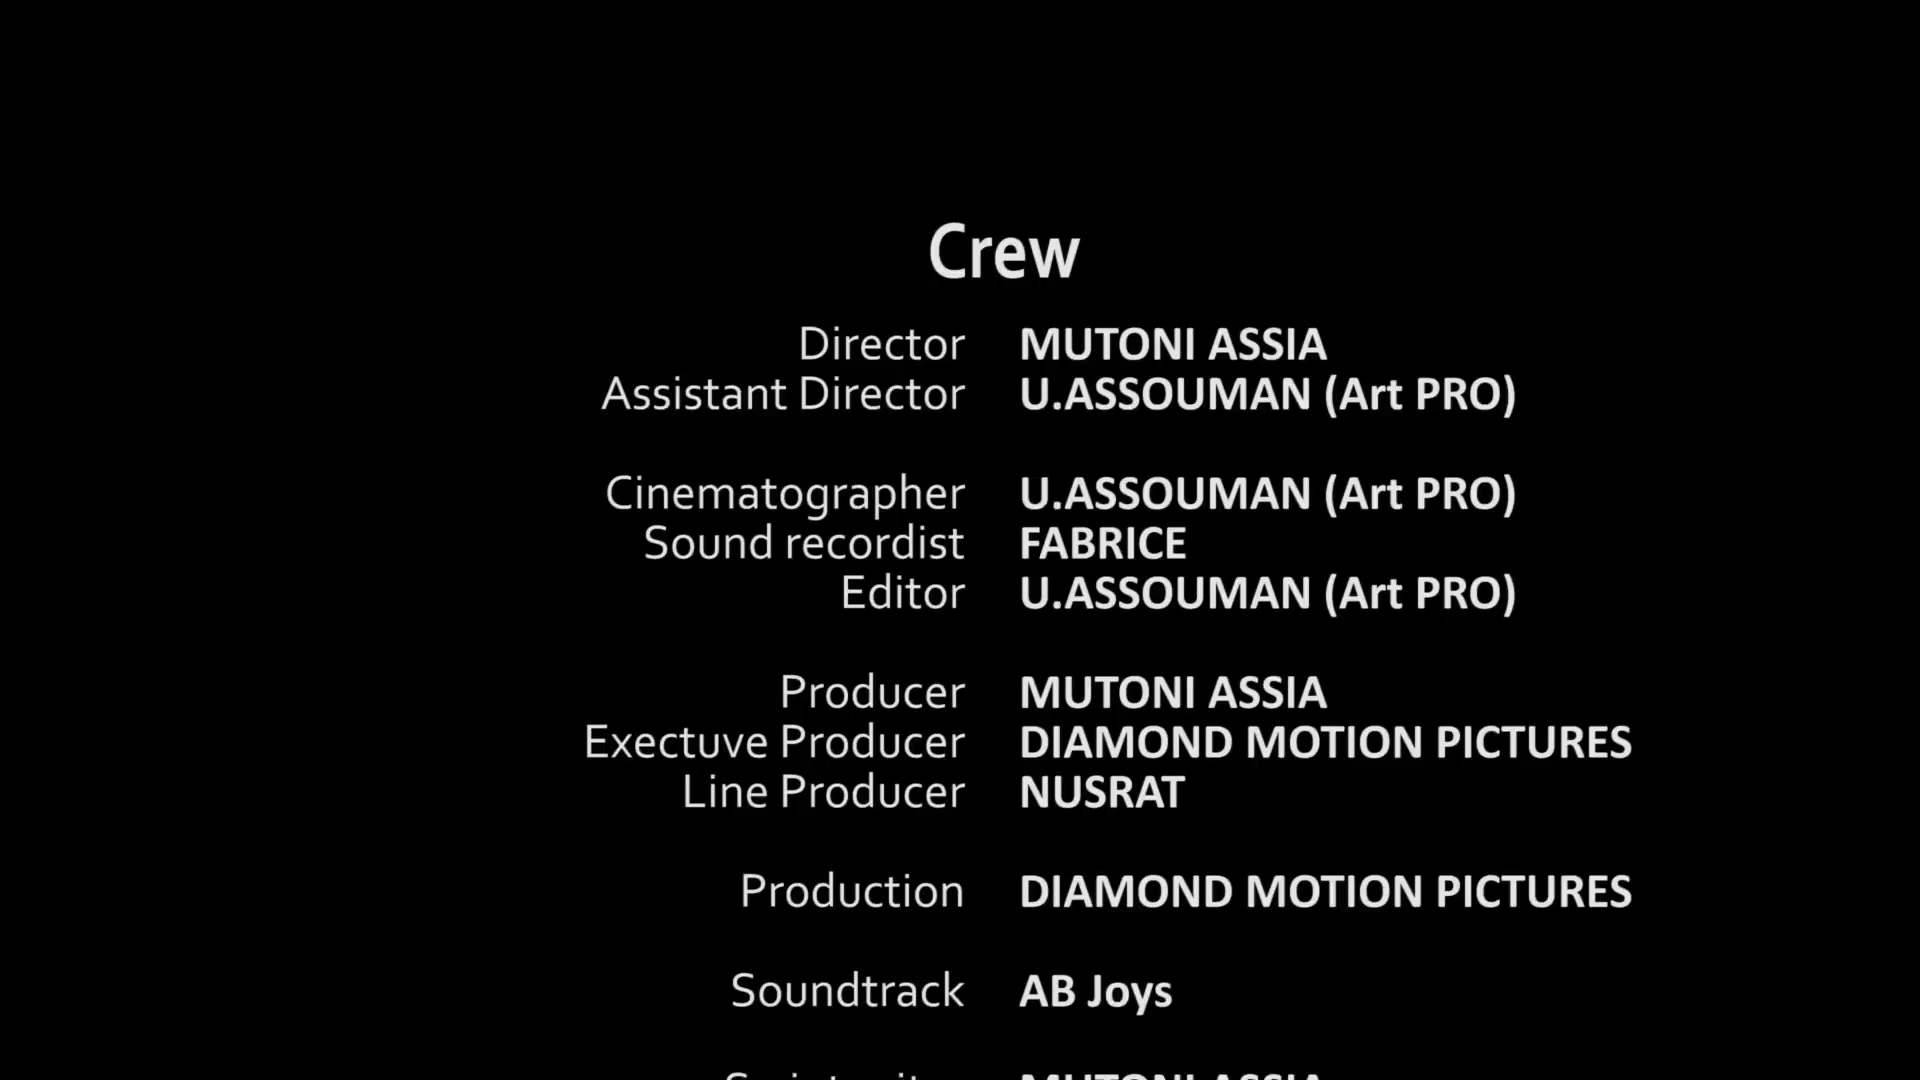 Crew
Director MUTONI ASSIA
Assistant Director U.ASSOUMAN (Art PRO)
Cinematographer U.ASSOUMAN (Art PRO)
Sound recordist FABRICE
Editor U.ASSOUMAN (Art PRO)
Producer MUTONI ASSIA
Exectuve Producer DIAMOND MOTION PICTURES
Line Producer NUSRAT
Production DIAMOND MOTION PICTURES
Soundtrack AB Joys
MUTONI ASSIA